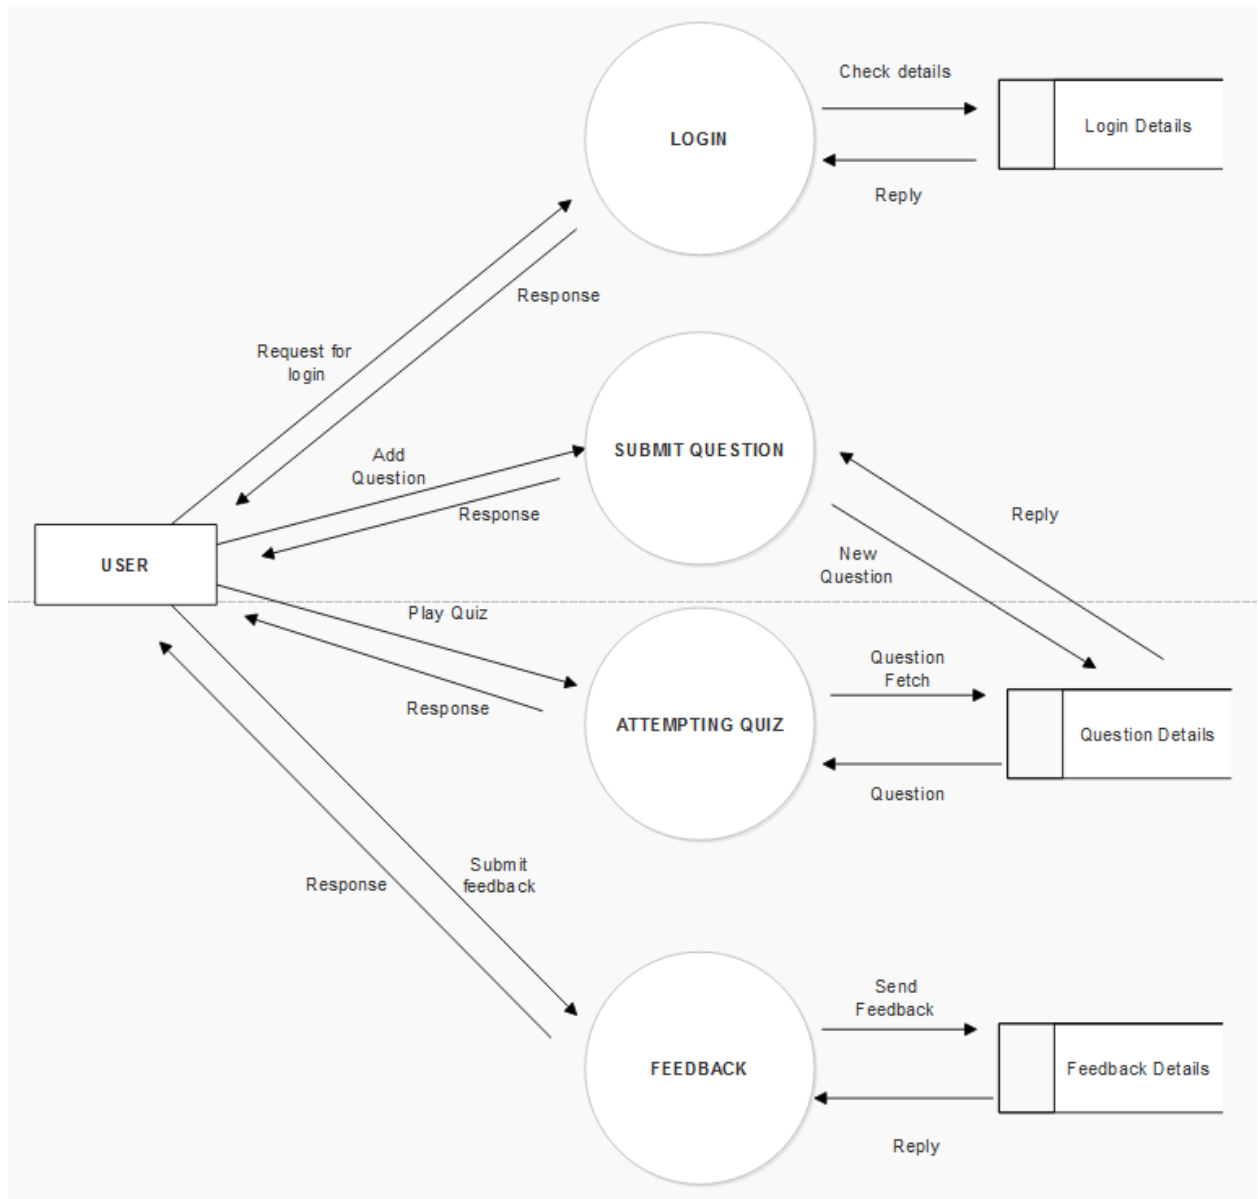 Check details
LOGIN
Login Details
Reply
Response
Request for
login
Add
Question
SUBMIT QUESTION
Response
Reply
New
Question
USER
Play Quiz
Question
Fetch
Response
ATTEMPTING QUIZ
Question Details
Question
Submit
feedback
Response
Send
Feedback
FEEDBACK
Feedback Details
Reply